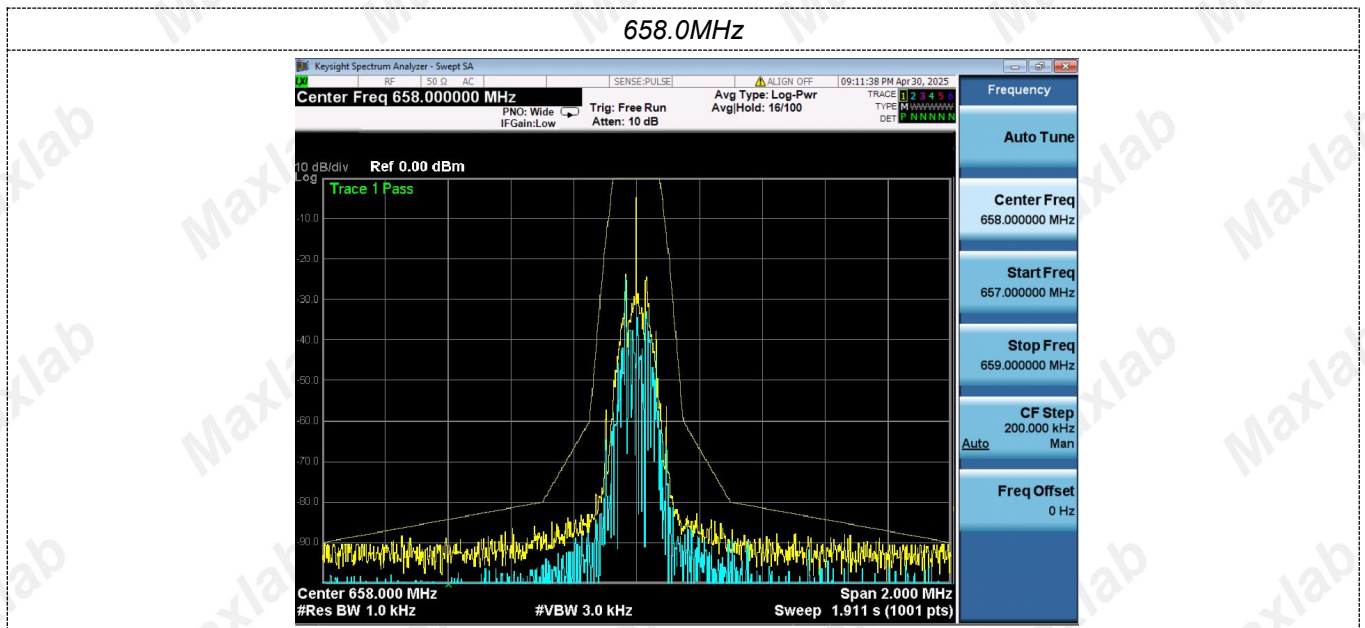 658.0MHz
Keysight Spectrum Analyzer - Swept SA
LXI RF 50 Ω AC SENSE:PULSE ALIGN OFF 09:11:38 PM Apr 30, 2025
Center Freq 658.000000 MHz
PNO: Wide
IFGain:Low
Trig: Free Run
Atten: 10 dB
Avg Type: Log-Pwr
Avg|Hold: 16/100
TRACE 1 2 3 4 5 6
TYPE M WWWWW
DET P N N N N N
10 dB/div Ref 0.00 dBm
Log
Trace 1 Pass
-10.0
-20.0
-30.0
-40.0
-50.0
-60.0
-70.0
-80.0
-90.0
Center 658.000 MHz Span 2.000 MHz
#Res BW 1.0 kHz #VBW 3.0 kHz Sweep 1.911 s (1001 pts)
Frequency
Auto Tune
Center Freq
658.000000 MHz
Start Freq
657.000000 MHz
Stop Freq
659.000000 MHz
CF Step
200.000 kHz
Auto Man
Freq Offset
0 Hz
Maxlab
Maxlab
Maxlab
Maxlab
Maxlab
Maxlab